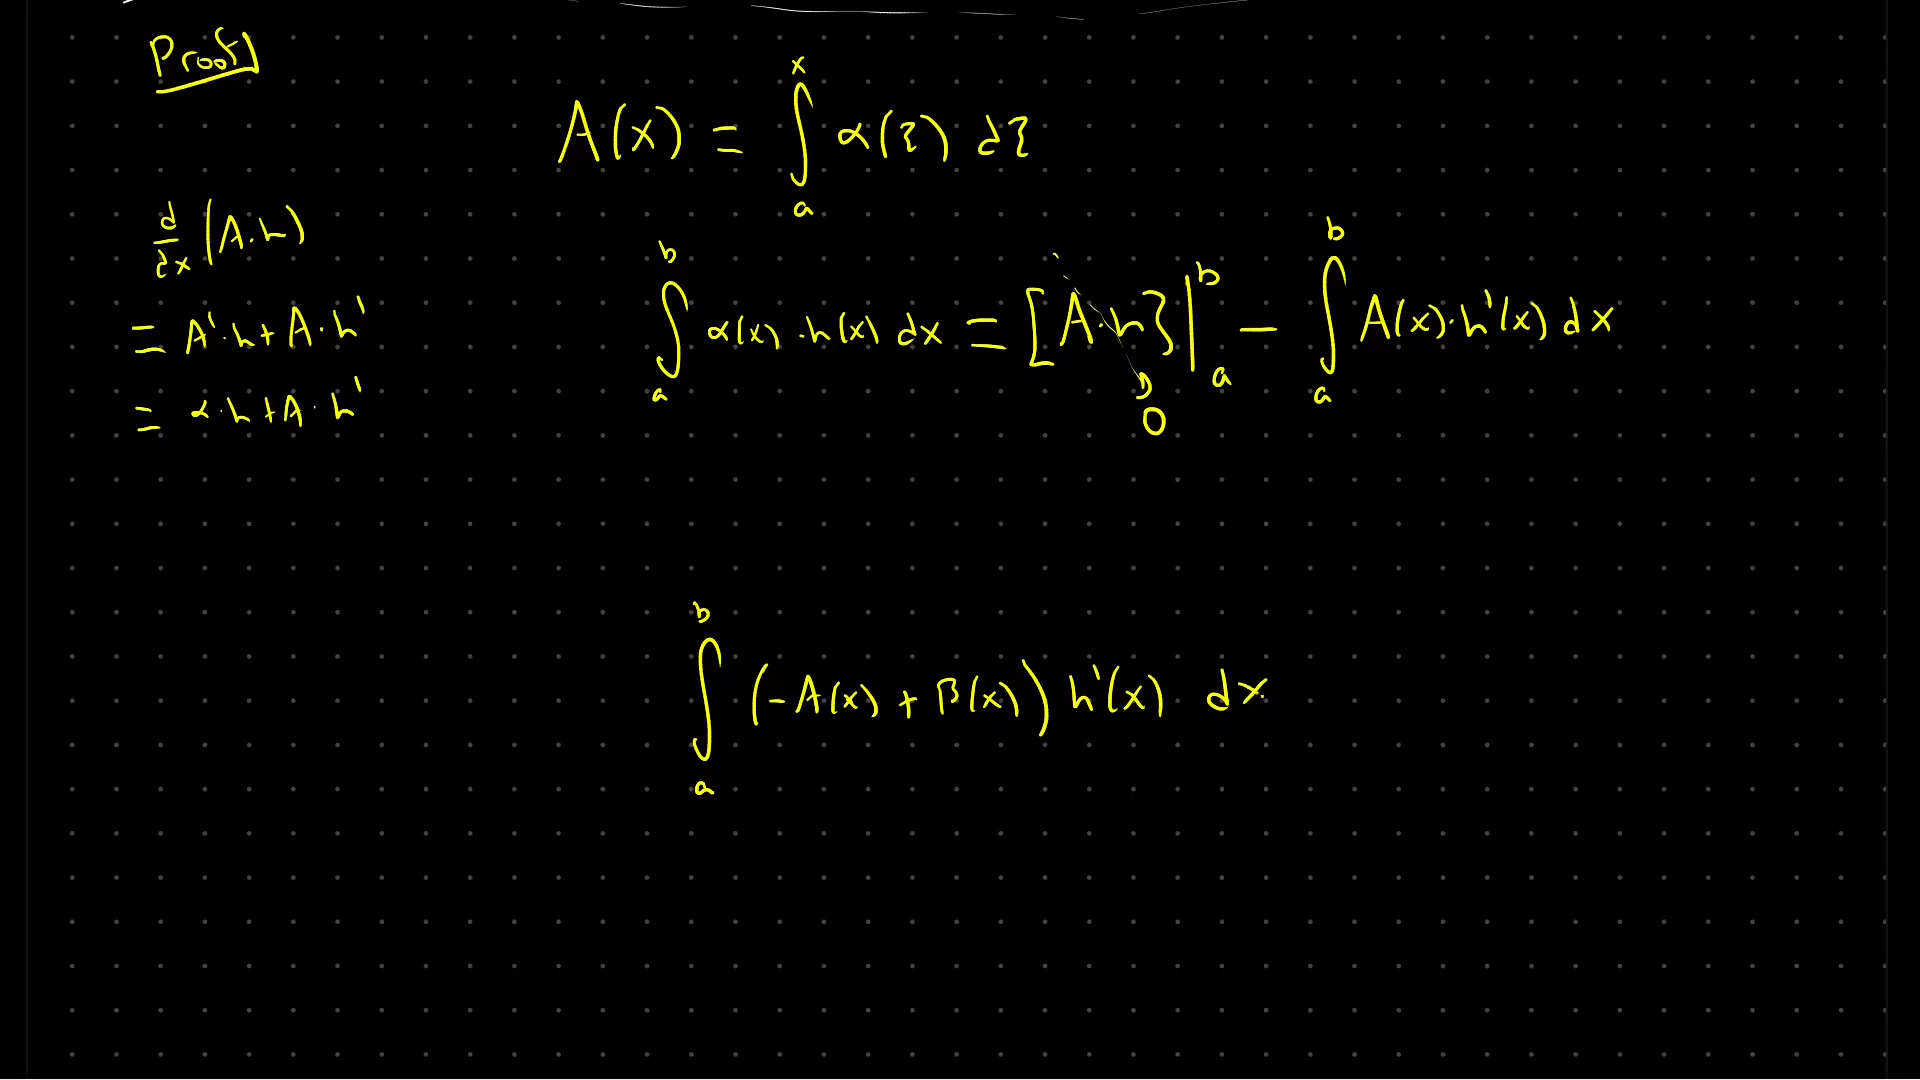 Proof
A(x) = ∫_a^x α(ξ) dξ
d/dx (A·h)
= A'·h + A·h'
= α·h + A·h'
∫_a^b α(x)·h(x) dx = [A·h]|_a^b − ∫_a^b A(x)·h'(x) dx
0
∫_a^b (−A(x) + β(x)) h'(x) dx